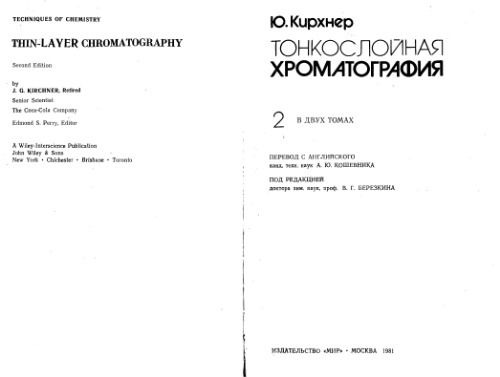 TECHNIQUES OF CHEMISTRY
THIN-LAYER CHROMATOGRAPHY
Second Edition
by
J. G. KIRCHNER, Retired
Senior Scientist
The Coca-Cola Company
Edmond S. Perry, Editor
A Wiley-Interscience Publication
John Wiley & Sons
New York · Chichester · Brisbane · Toronto
Ю. Кирхнер
ТОНКОСЛОЙНАЯ
ХРОМАТОГРАФИЯ
2 В ДВУХ ТОМАХ
ПЕРЕВОД С АНГЛИЙСКОГО
канд. техн. наук А. Ю. КОШЕВНИКА
ПОД РЕДАКЦИЕЙ
доктора хим. наук, проф. В. Г. БЕРЕЗКИНА
ИЗДАТЕЛЬСТВО «МИР» · МОСКВА 1981